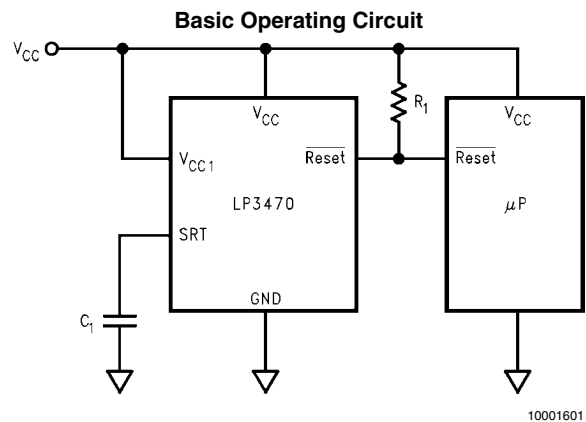 Basic Operating Circuit
V_CC
V_CC
V_CC
R_1
V_CC1
Reset
Reset
LP3470
μP
SRT
GND
C_1
10001601